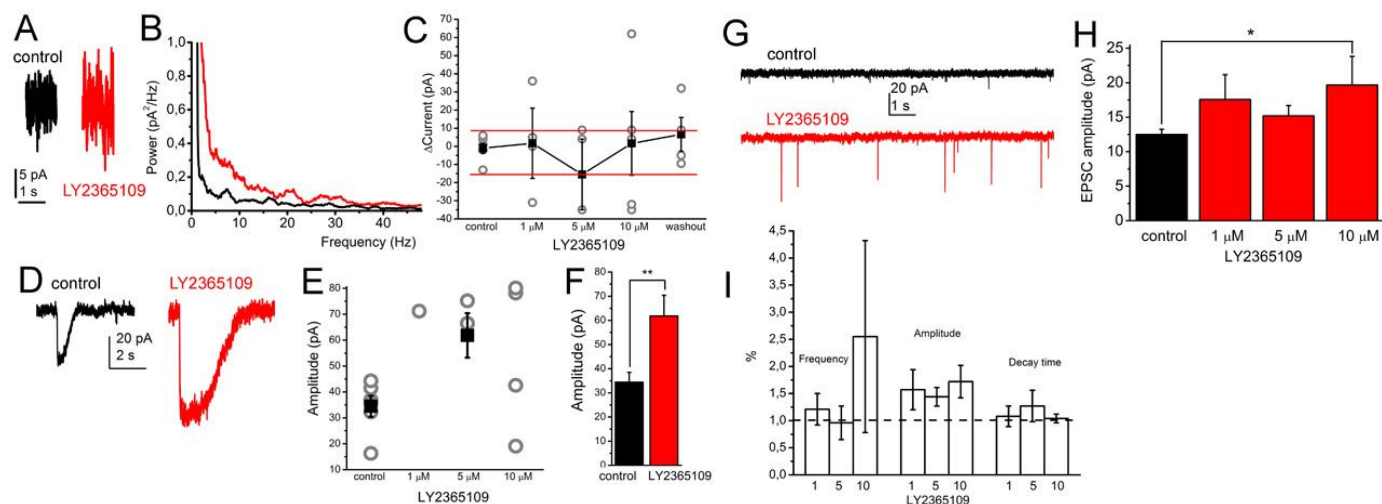 A
control
5 pA
1 s
LY2365109
B
Power (pA²/Hz)
1,0
0,8
0,6
0,4
0,2
0,0
10 20 30 40
Frequency (Hz)
C
ΔCurrent (pA)
70
60
50
40
30
20
10
0
-10
-20
-30
-40
control 1 µM 5 µM 10 µM washout
LY2365109
D
control
LY2365109
20 pA
2 s
E
Amplitude (pA)
80
70
60
50
40
30
20
10
control 1 µM 5 µM 10 µM
LY2365109
F
Amplitude (pA)
80
70
60
50
40
30
20
10
0
**
control LY2365109
G
control
20 pA
1 s
LY2365109
H
EPSC amplitude (pA)
25
20
15
10
5
0
*
control 1 µM 5 µM 10 µM
LY2365109
I
%
4,5
4,0
3,5
3,0
2,5
2,0
1,5
1,0
0,5
0,0
Frequency
Amplitude
Decay time
1 5 10 1 5 10 1 5 10
LY2365109